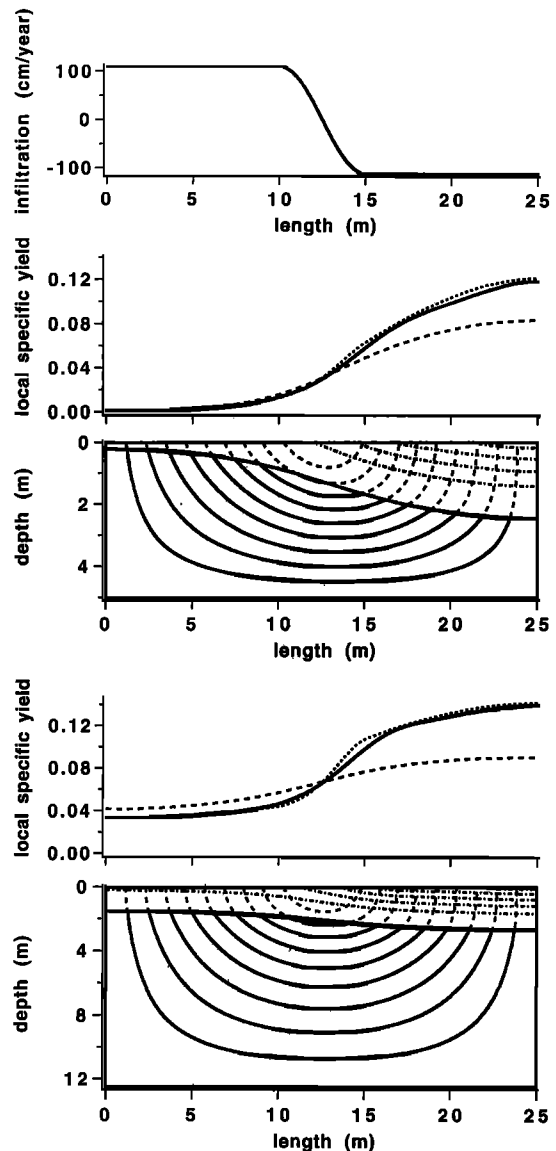 infiltration (cm/year)
100
0
-100
0 5 10 15 20 25
length (m)
local specific yield
0.12
0.08
0.04
0.00
depth (m)
0
2
4
0 5 10 15 20 25
length (m)
local specific yield
0.12
0.08
0.04
0.00
depth (m)
0
4
8
12
0 5 10 15 20 25
length (m)